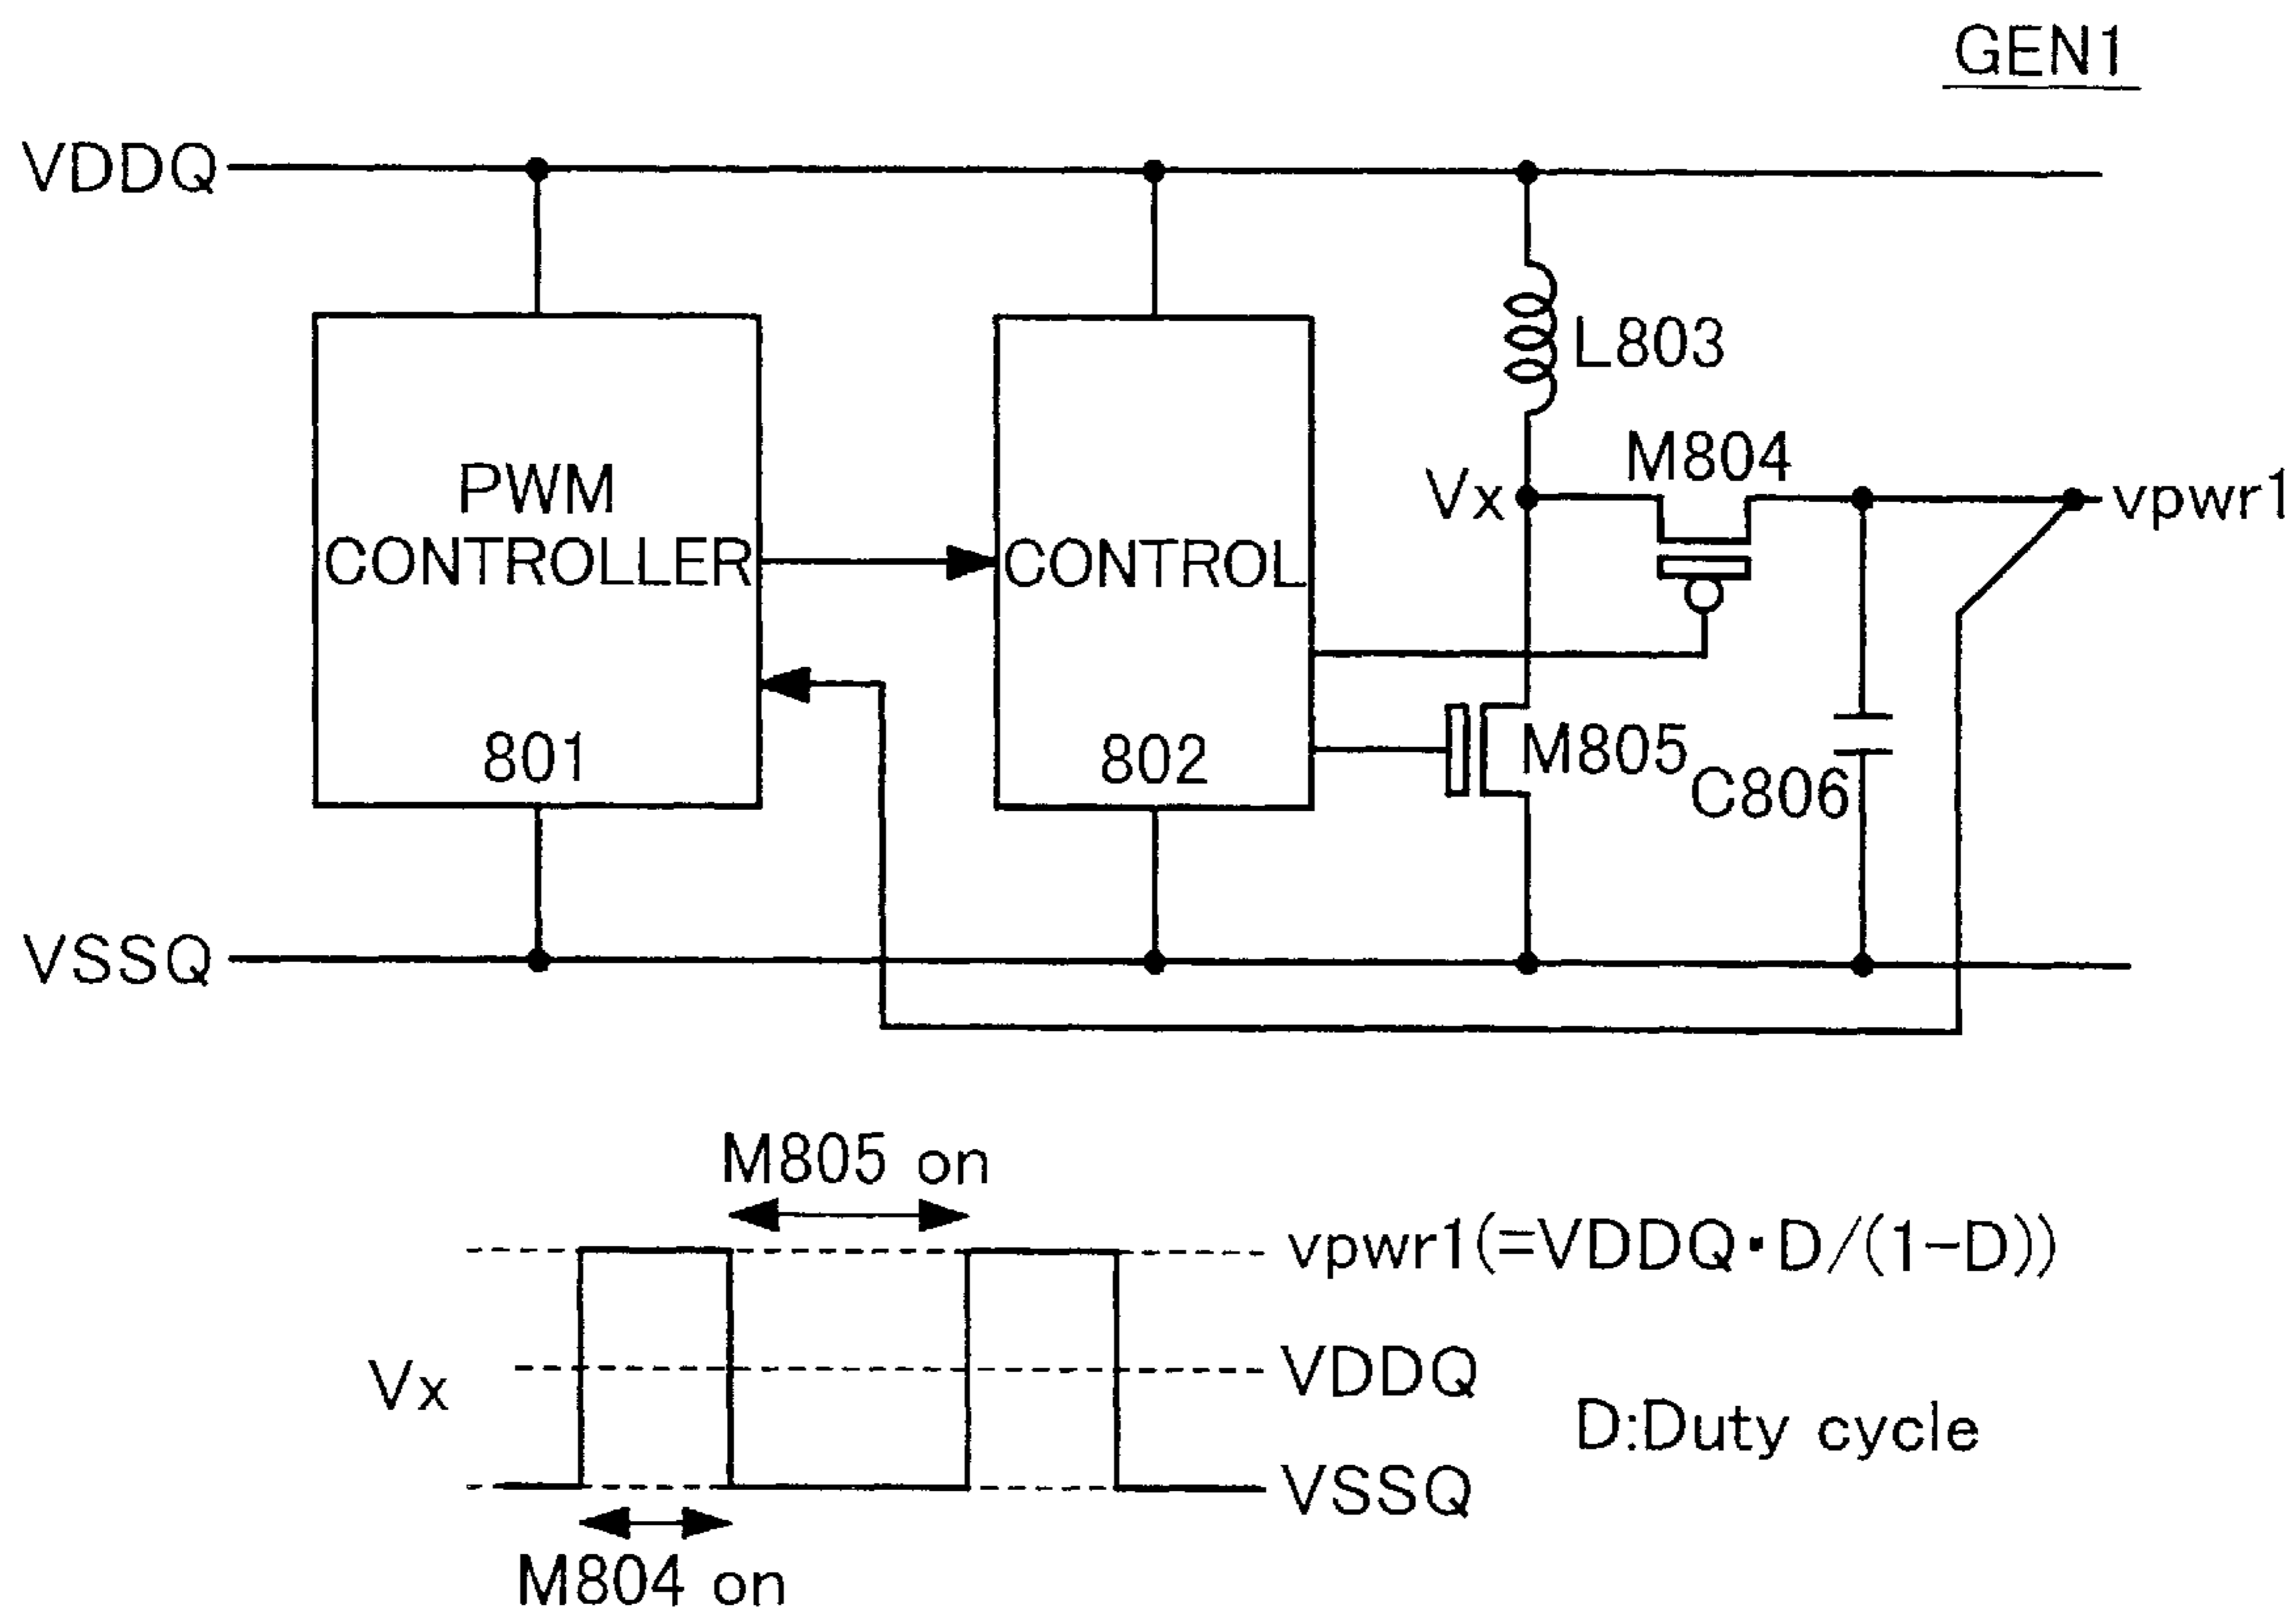 GEN1
VDDQ
L803
M804
Vx
vpwr1
PWM
CONTROLLER
CONTROL
M805
801
802
C806
VSSQ
M805 on
vpwr1(=VDDQ·D/(1-D))
VDDQ
Vx
D:Duty cycle
VSSQ
M804 on